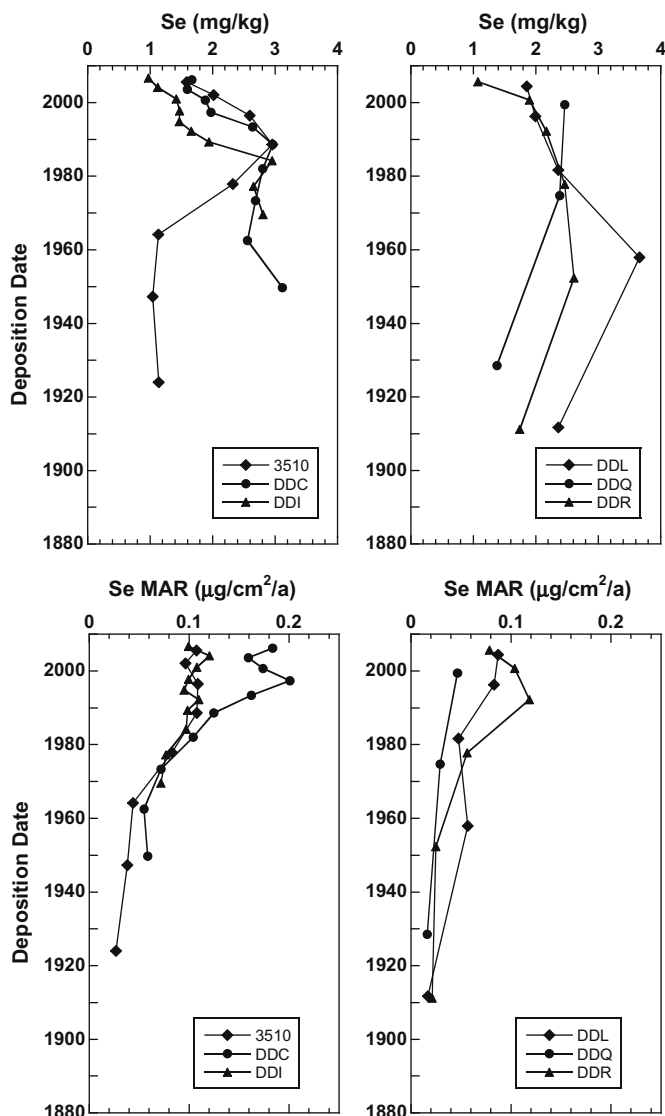 Se (mg/kg)
0 1 2 3 4
2000
1980
1960
1940
1920
1900
1880
Deposition Date
3510
DDC
DDI
Se (mg/kg)
0 1 2 3 4
2000
1980
1960
1940
1920
1900
1880
DDL
DDQ
DDR
Se MAR (μg/cm²/a)
0 0.1 0.2
2000
1980
1960
1940
1920
1900
1880
Deposition Date
3510
DDC
DDI
Se MAR (μg/cm²/a)
0 0.1 0.2
2000
1980
1960
1940
1920
1900
1880
DDL
DDQ
DDR